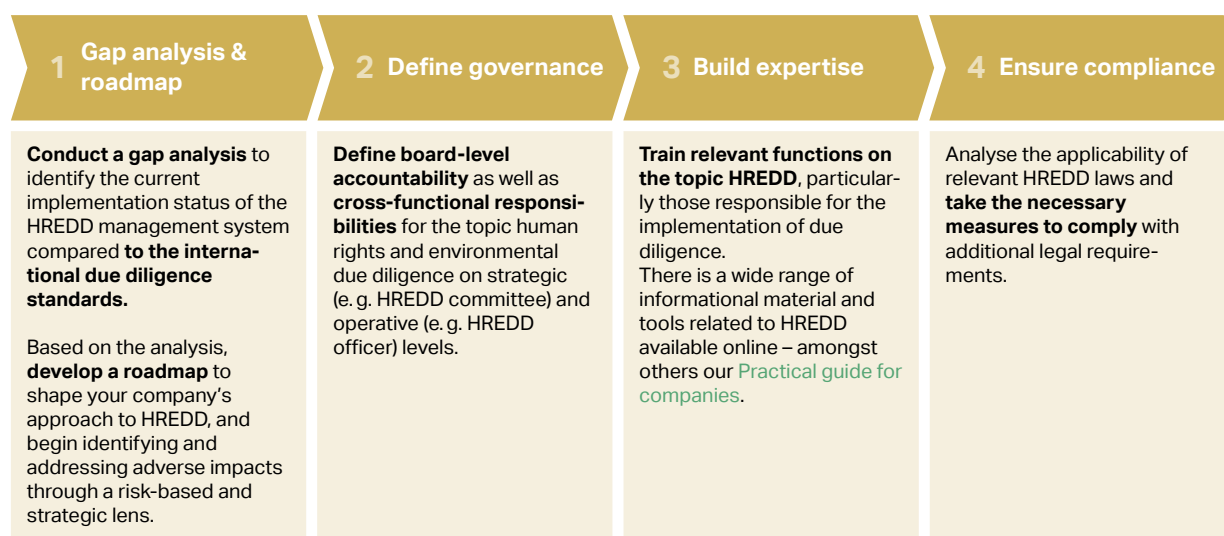 1 Gap analysis &
roadmap
Conduct a gap analysis to
identify the current
implementation status of the
HREDD management system
compared to the interna-
tional due diligence
standards.
Based on the analysis,
develop a roadmap to
shape your company's
approach to HREDD, and
begin identifying and
addressing adverse impacts
through a risk-based and
strategic lens.
2 Define governance
Define board-level
accountability as well as
cross-functional responsi-
bilities for the topic human
rights and environmental
due diligence on strategic
(e. g. HREDD committee) and
operative (e. g. HREDD
officer) levels.
3 Build expertise
Train relevant functions on
the topic HREDD, particular-
ly those responsible for the
implementation of due
diligence.
There is a wide range of
informational material and
tools related to HREDD
available online – amongst
others our Practical guide for
companies.
4 Ensure compliance
Analyse the applicability of
relevant HREDD laws and
take the necessary
measures to comply with
additional legal require-
ments.